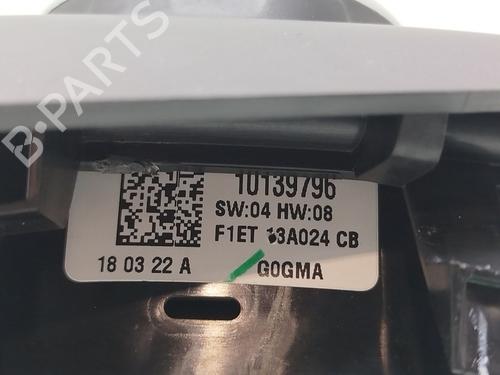 B-PARTS
10139796
SW:04 HW:08
F1ET 13A024 CB
18 03 22 A
G0GMA